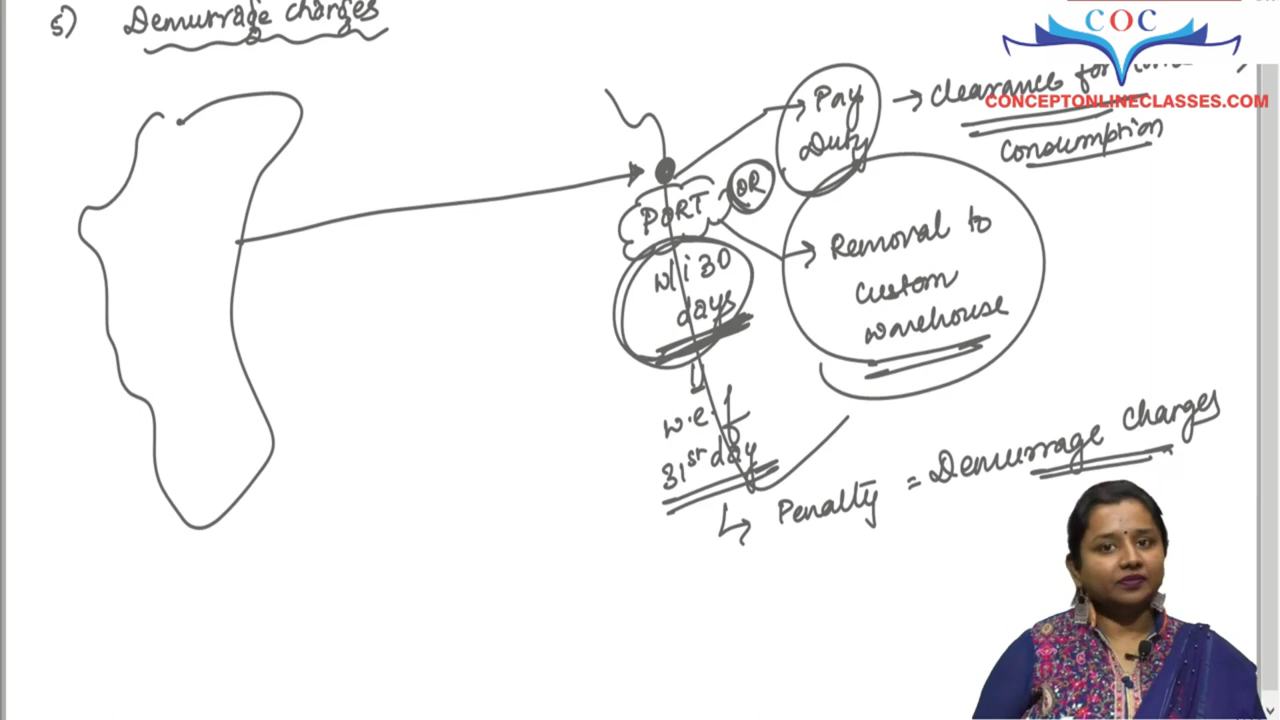 5) Demurrage charges
COC
CONCEPTONLINECLASSES.COM
Pay Duty → clearance for
consumption
OR
PORT
w/i 30
days
→ Removal to
custom
warehouse
w.e.f
31st day
↳ Penalty = Demurrage charges